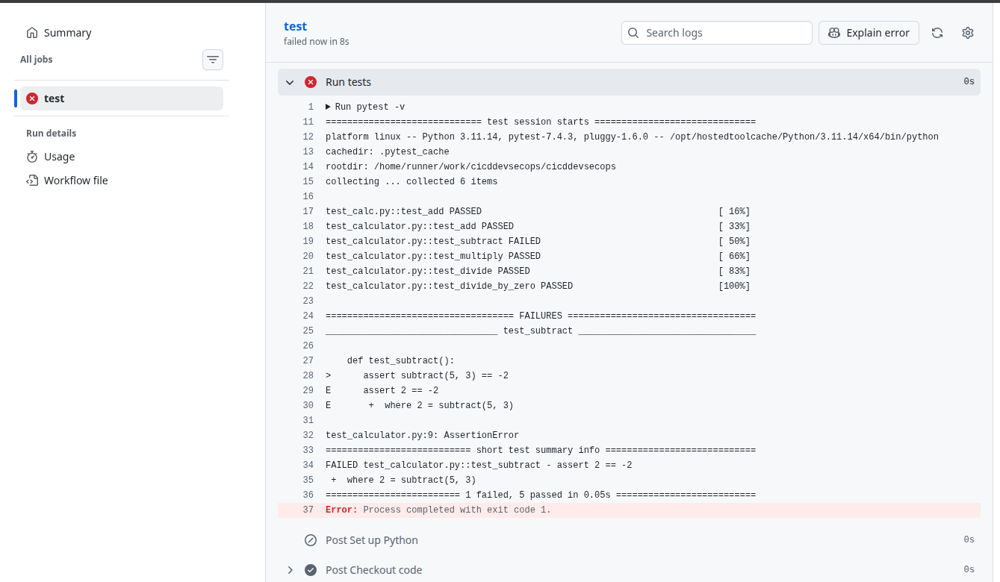 Summary
All jobs
test
Run details
Usage
Workflow file
test
failed now in 8s
Search logs
Explain error
Run tests 0s
1 Run pytest -v
11 ============================= test session starts ==============================
12 platform linux -- Python 3.11.14, pytest-7.4.3, pluggy-1.6.0 -- /opt/hostedtoolcache/Python/3.11.14/x64/bin/python
13 cachedir: .pytest_cache
14 rootdir: /home/runner/work/cicddevsecops/cicddevsecops
15 collecting ... collected 6 items
16
17 test_calc.py::test_add PASSED [ 16%]
18 test_calculator.py::test_add PASSED [ 33%]
19 test_calculator.py::test_subtract FAILED [ 50%]
20 test_calculator.py::test_multiply PASSED [ 66%]
21 test_calculator.py::test_divide PASSED [ 83%]
22 test_calculator.py::test_divide_by_zero PASSED [100%]
23
24 =================================== FAILURES ===================================
25 ________________________________ test_subtract _________________________________
26
27 def test_subtract():
28 > assert subtract(5, 3) == -2
29 E assert 2 == -2
30 E + where 2 = subtract(5, 3)
31
32 test_calculator.py:9: AssertionError
33 =========================== short test summary info ============================
34 FAILED test_calculator.py::test_subtract - assert 2 == -2
35 + where 2 = subtract(5, 3)
36 ========================= 1 failed, 5 passed in 0.05s ==========================
37 Error: Process completed with exit code 1.
Post Set up Python 0s
Post Checkout code 0s